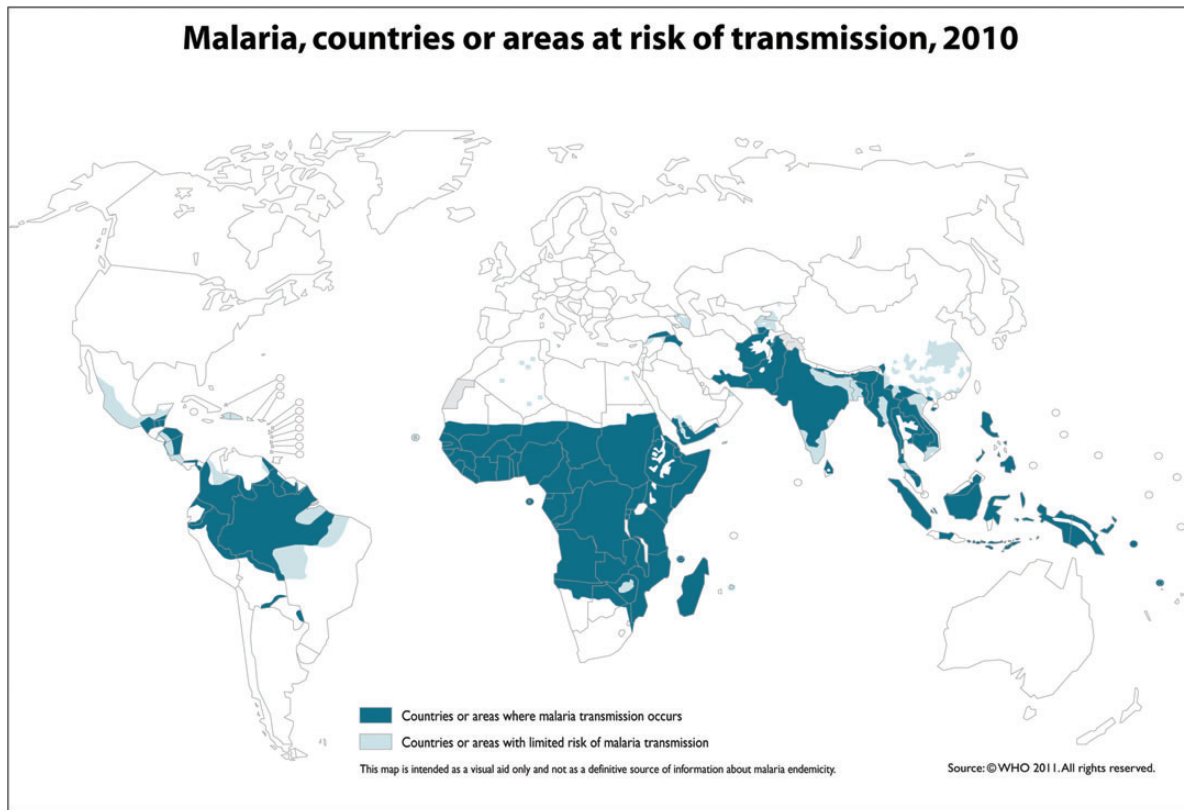 Malaria, countries or areas at risk of transmission, 2010
Countries or areas where malaria transmission occurs
Countries or areas with limited risk of malaria transmission
This map is intended as a visual aid only and not as a definitive source of information about malaria endemicity.
Source: © WHO 2011. All rights reserved.